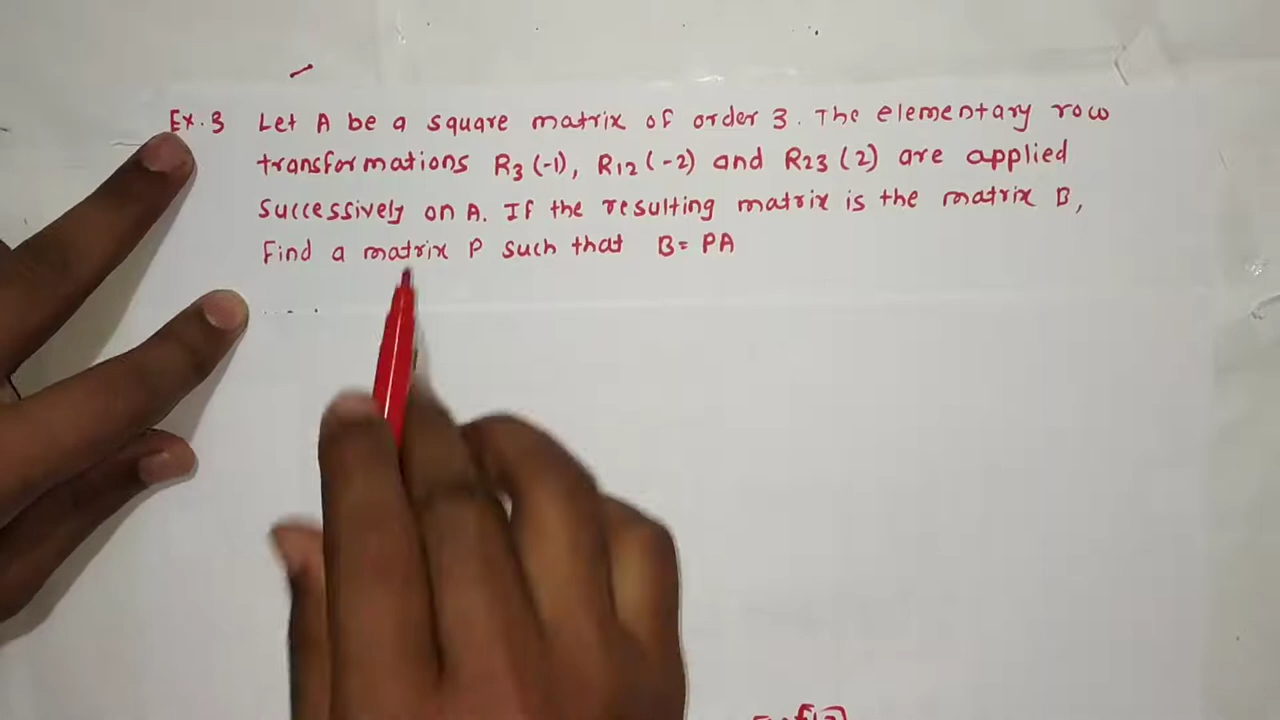 Ex.3 Let A be a square matrix of order 3. The elementary row
transformations R3(-1), R12(-2) and R23(2) are applied
successively on A. If the resulting matrix is the matrix B,
Find a matrix P such that B= PA